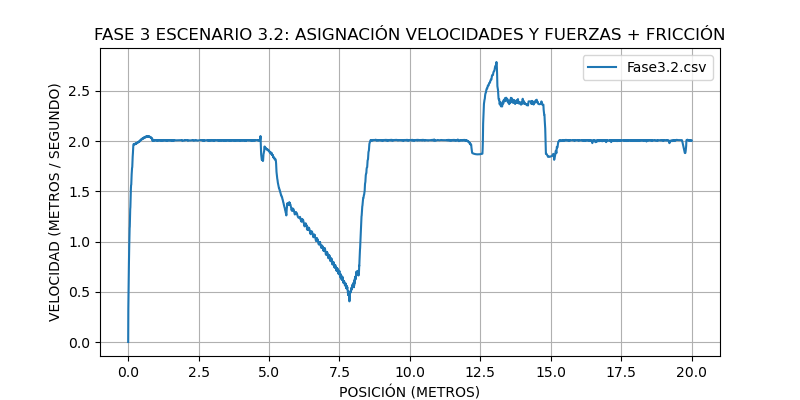 FASE 3 ESCENARIO 3.2: ASIGNACIÓN VELOCIDADES Y FUERZAS + FRICCIÓN
Fase3.2.csv
VELOCIDAD (METROS / SEGUNDO)
2.5
2.0
1.5
1.0
0.5
0.0
0.0 2.5 5.0 7.5 10.0 12.5 15.0 17.5 20.0
POSICIÓN (METROS)